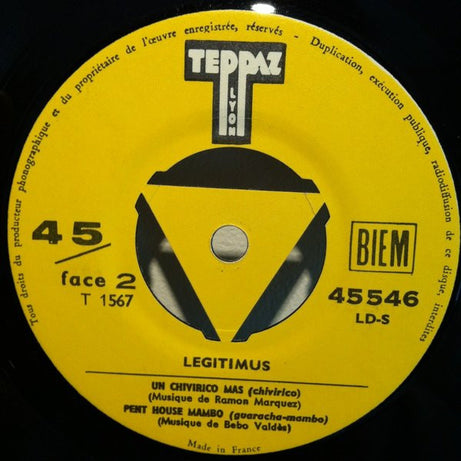 Tous droits du producteur phonographique et du propriétaire de l'œuvre enregistrée, réservés - Duplication, exécution publique, radiodiffusion de ce disque, interdites
TEPPAZ
LYON
45
face 2
T 1567
BIEM
45546
LD-S
LEGITIMUS
UN CHIVIRICO MAS (chivirico)
(Musique de Ramon Marquez)
PENT HOUSE MAMBO (guaracha-mambo)
(Musique de Bebo Valdès)
Made in France